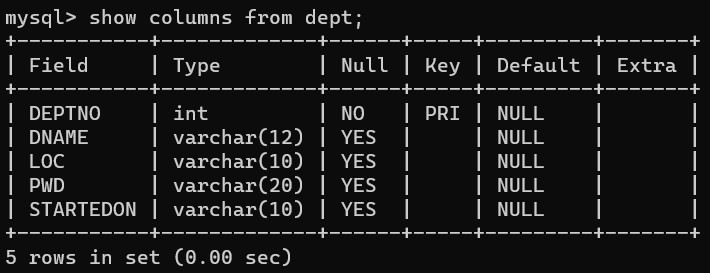 mysql> show columns from dept;
+-----------+-------------+------+-----+---------+-------+
| Field     | Type        | Null | Key | Default | Extra |
+-----------+-------------+------+-----+---------+-------+
| DEPTNO    | int         | NO   | PRI | NULL    |       |
| DNAME     | varchar(12) | YES  |     | NULL    |       |
| LOC       | varchar(10) | YES  |     | NULL    |       |
| PWD       | varchar(20) | YES  |     | NULL    |       |
| STARTEDON | varchar(10) | YES  |     | NULL    |       |
+-----------+-------------+------+-----+---------+-------+
5 rows in set (0.00 sec)